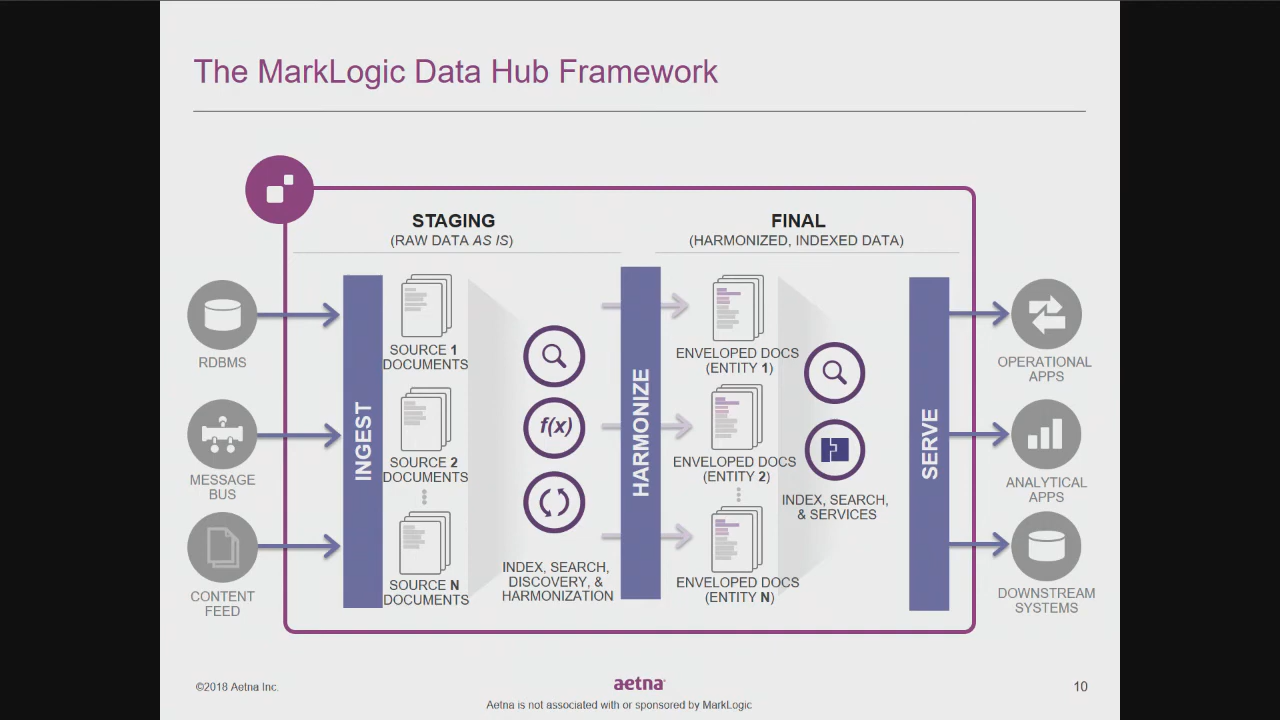 The MarkLogic Data Hub Framework
STAGING
(RAW DATA AS IS)
FINAL
(HARMONIZED, INDEXED DATA)
RDBMS
MESSAGE
BUS
CONTENT
FEED
INGEST
SOURCE 1
DOCUMENTS
SOURCE 2
DOCUMENTS
SOURCE N
DOCUMENTS
f(x)
INDEX, SEARCH,
DISCOVERY, &
HARMONIZATION
HARMONIZE
ENVELOPED DOCS
(ENTITY 1)
ENVELOPED DOCS
(ENTITY 2)
ENVELOPED DOCS
(ENTITY N)
INDEX, SEARCH,
& SERVICES
SERVE
OPERATIONAL
APPS
ANALYTICAL
APPS
DOWNSTREAM
SYSTEMS
©2018 Aetna Inc.
aetna
Aetna is not associated with or sponsored by MarkLogic
10